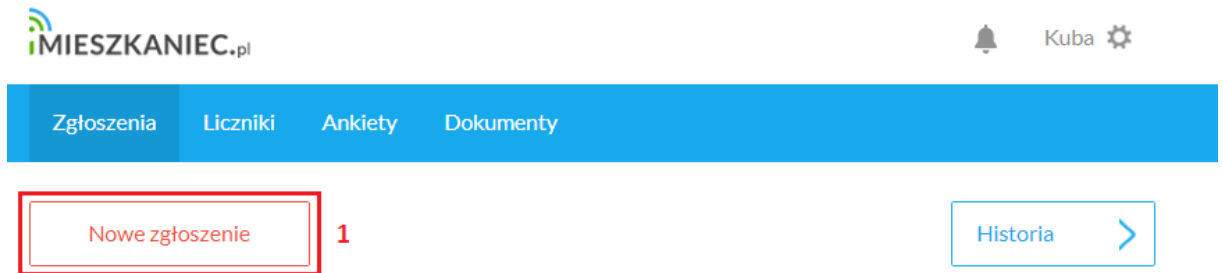 iMIESZKANIEC.pl
Kuba
Zgłoszenia Liczniki Ankiety Dokumenty
Nowe zgłoszenie 1 Historia